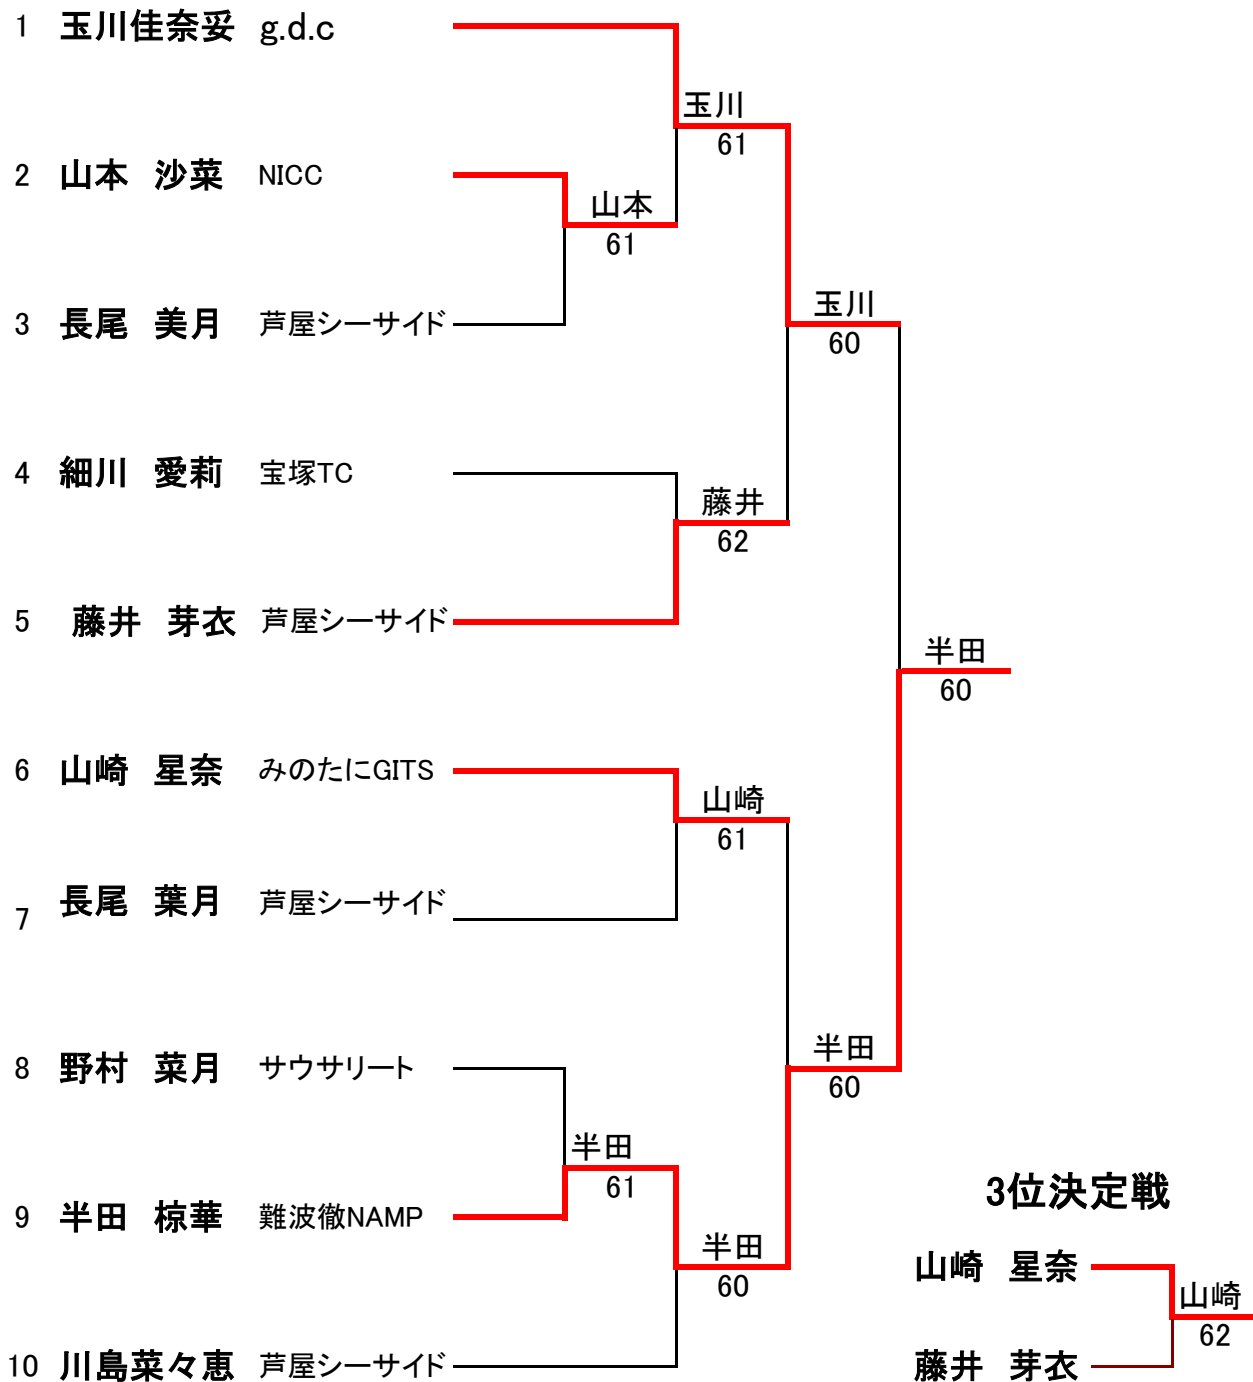 1 玉川佳奈妥 g.d.c
玉川
61
2 山本 沙菜 NICC
山本
61
3 長尾 美月 芦屋シーサイド
玉川
60
4 細川 愛莉 宝塚TC
藤井
62
5 藤井 芽衣 芦屋シーサイド
半田
60
6 山崎 星奈 みのたにGITS
山崎
61
7 長尾 葉月 芦屋シーサイド
8 野村 菜月 サウサリート
半田
60
半田
61
9 半田 椋華 難波徹NAMP
半田
60
10 川島菜々恵 芦屋シーサイド
3位決定戦
山崎 星奈
山崎
62
藤井 芽衣